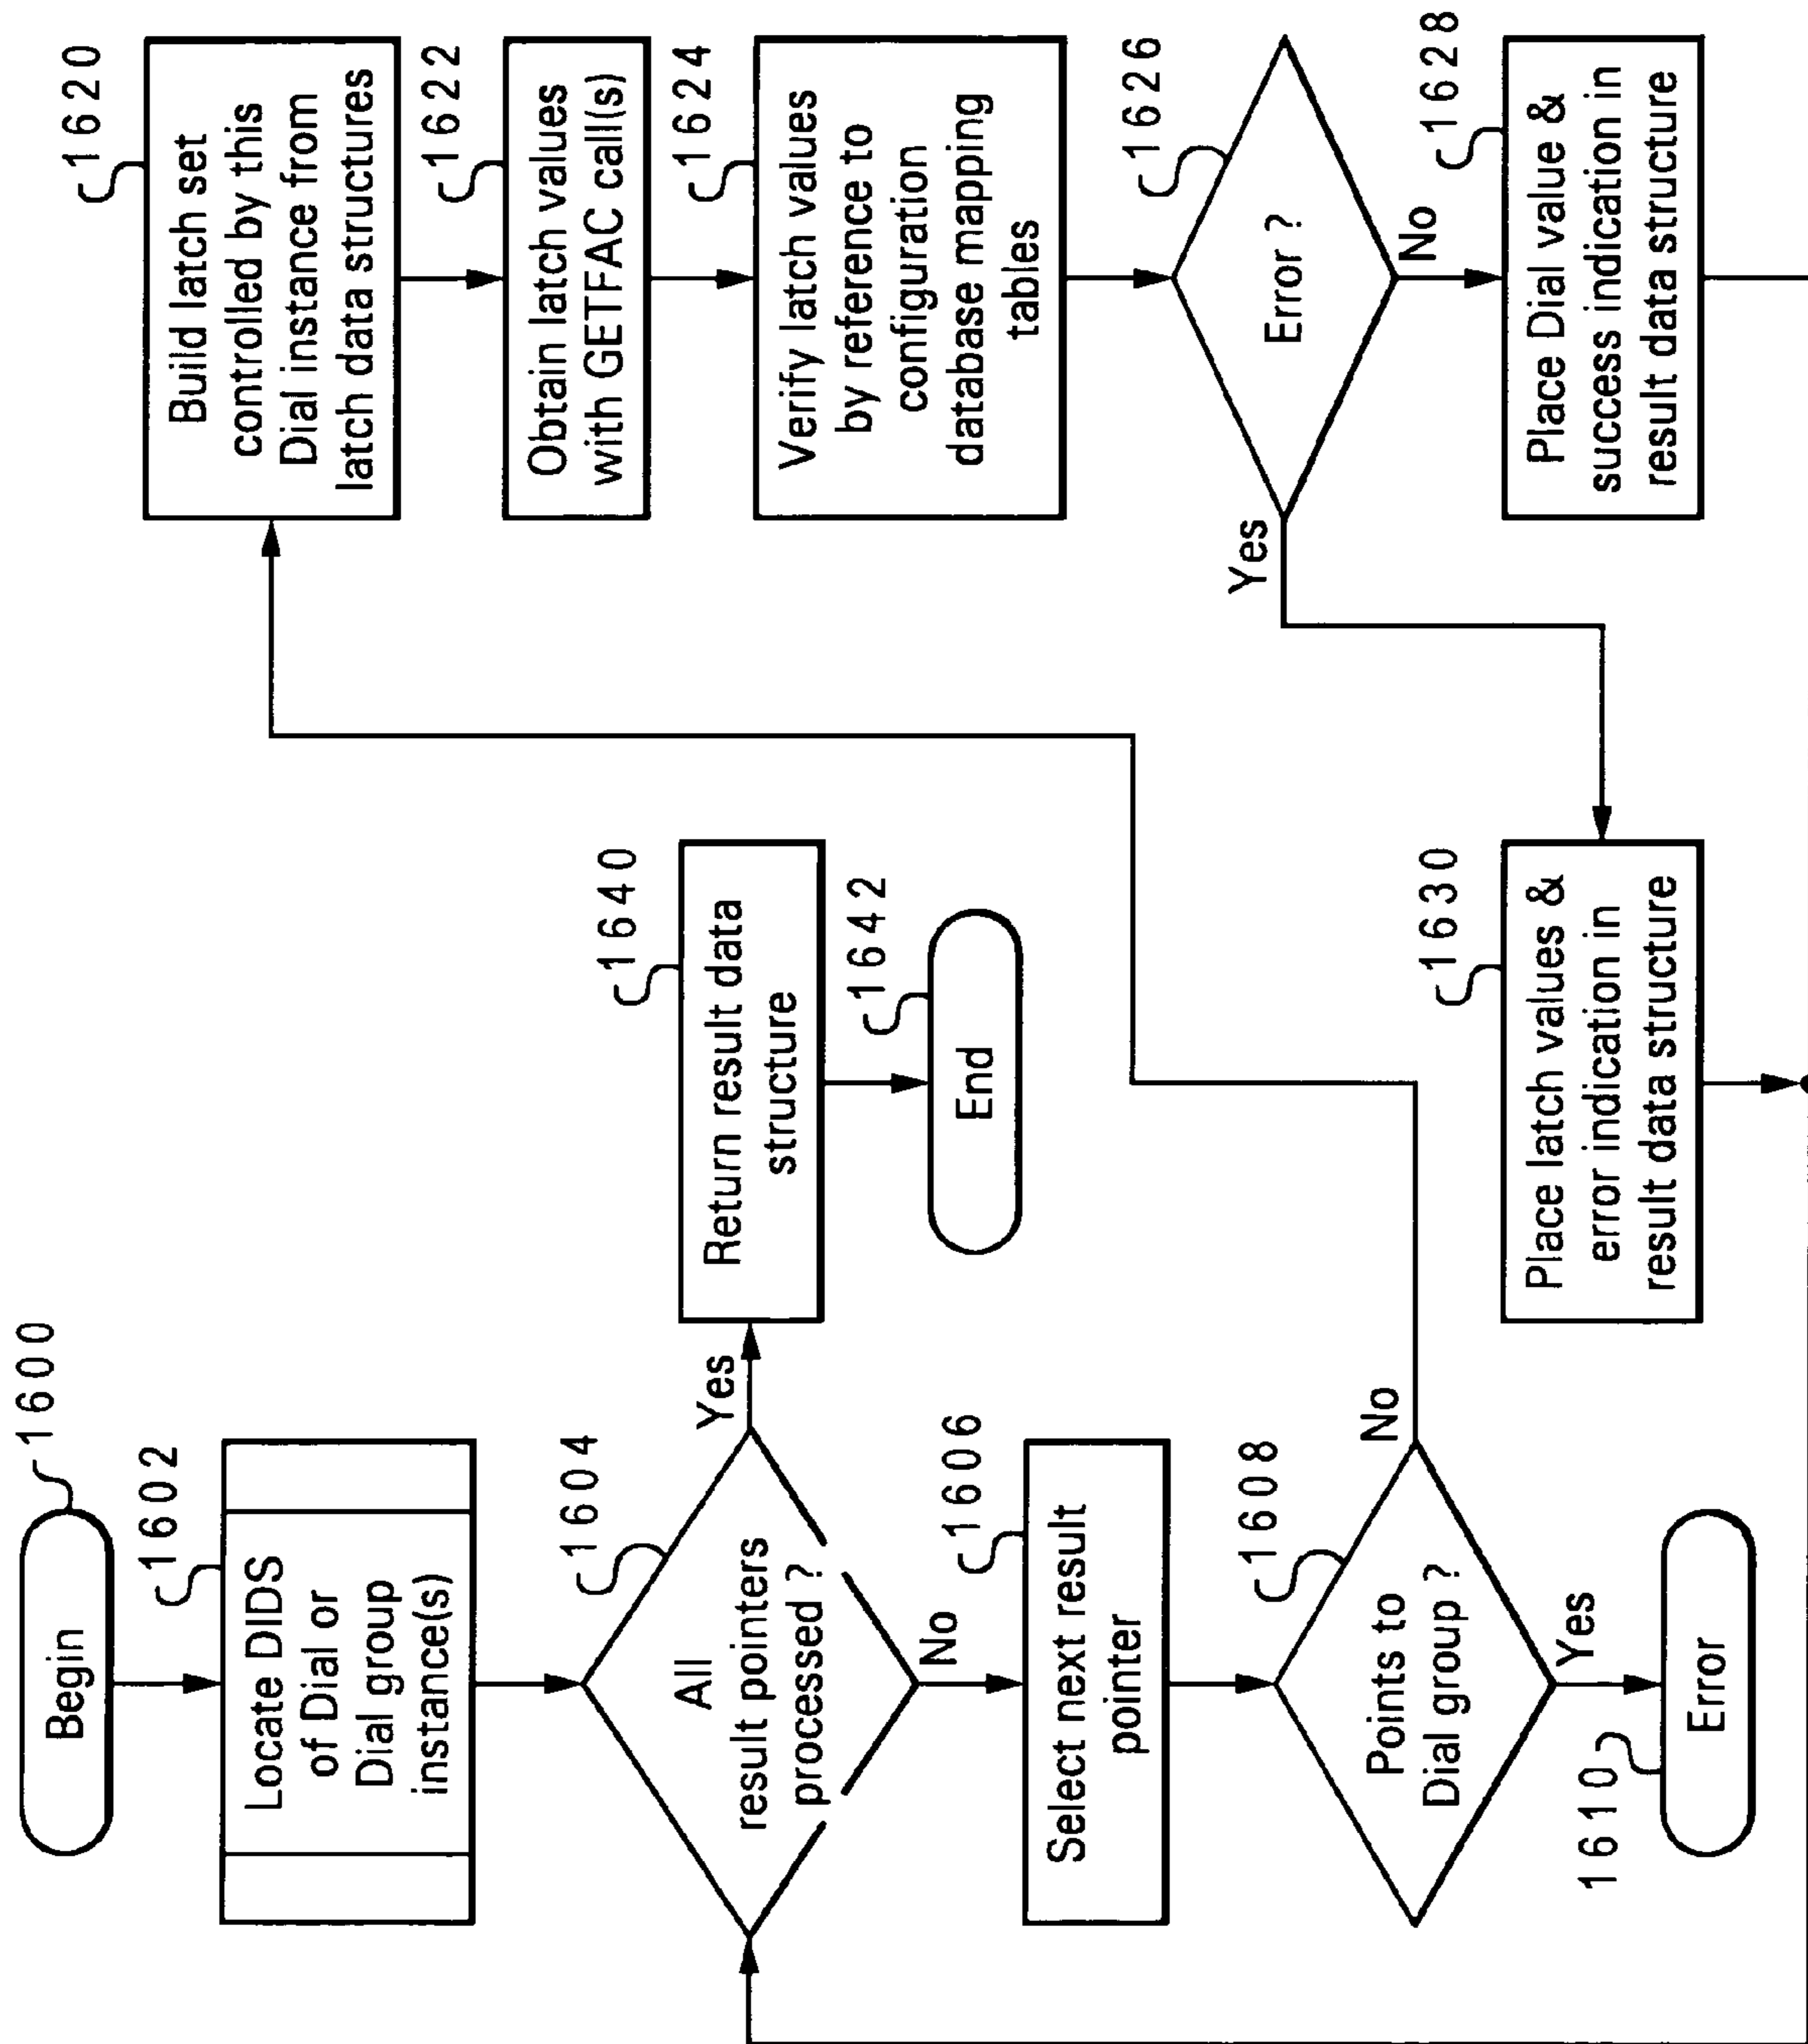 1600
Begin
1602
Locate DIDS
of Dial or
Dial group
instance(s)
1604
All
result pointers
processed ?
Yes
No
1606
Select next result
pointer
1608
Points to
Dial group ?
No
Yes
1610
Error
1640
Return result data
structure
1642
End
1620
Build latch set
controlled by this
Dial instance from
latch data structures
1622
Obtain latch values
with GETFAC call(s)
1624
Verify latch values
by reference to
configuration
database mapping
tables
1626
Error ?
Yes
No
1628
Place Dial value &
success indication in
result data structure
1630
Place latch values &
error indication in
result data structure